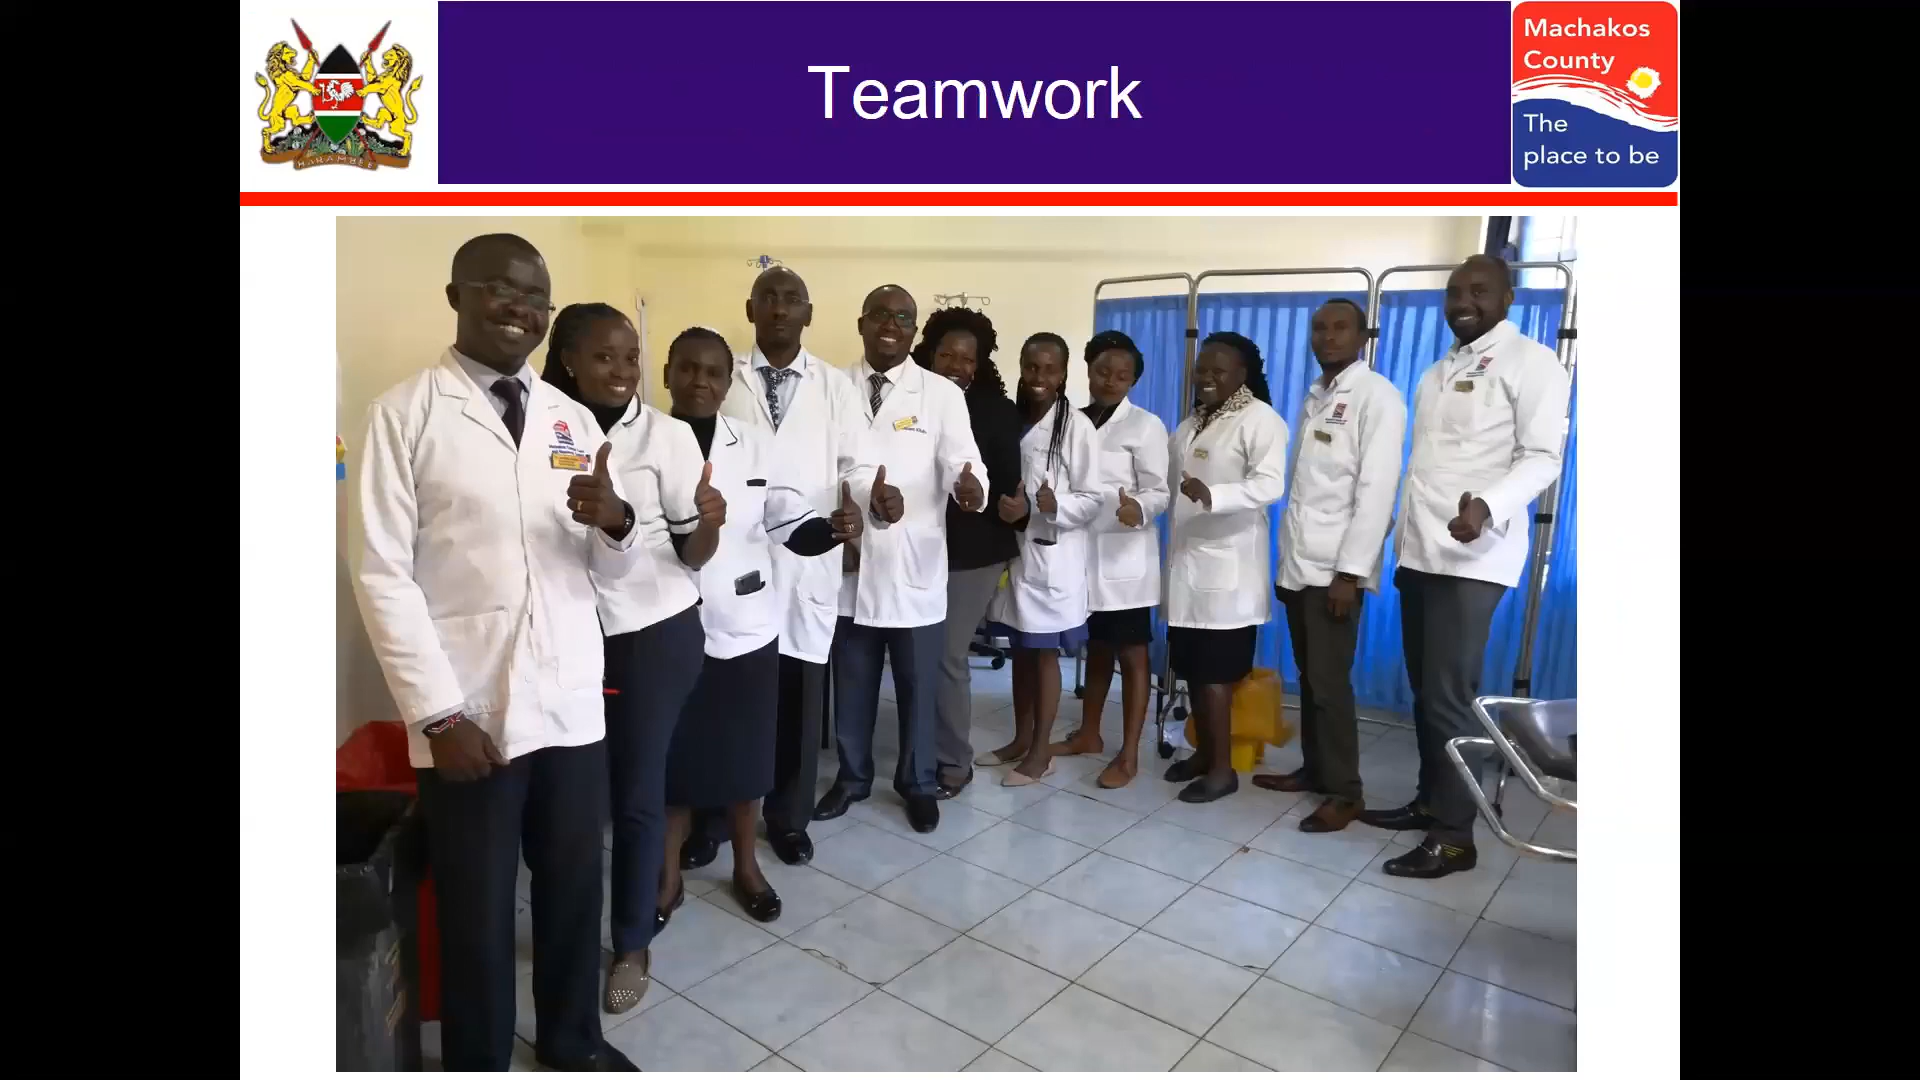 Teamwork
HARAMBEE
Machakos
County
The
place to be